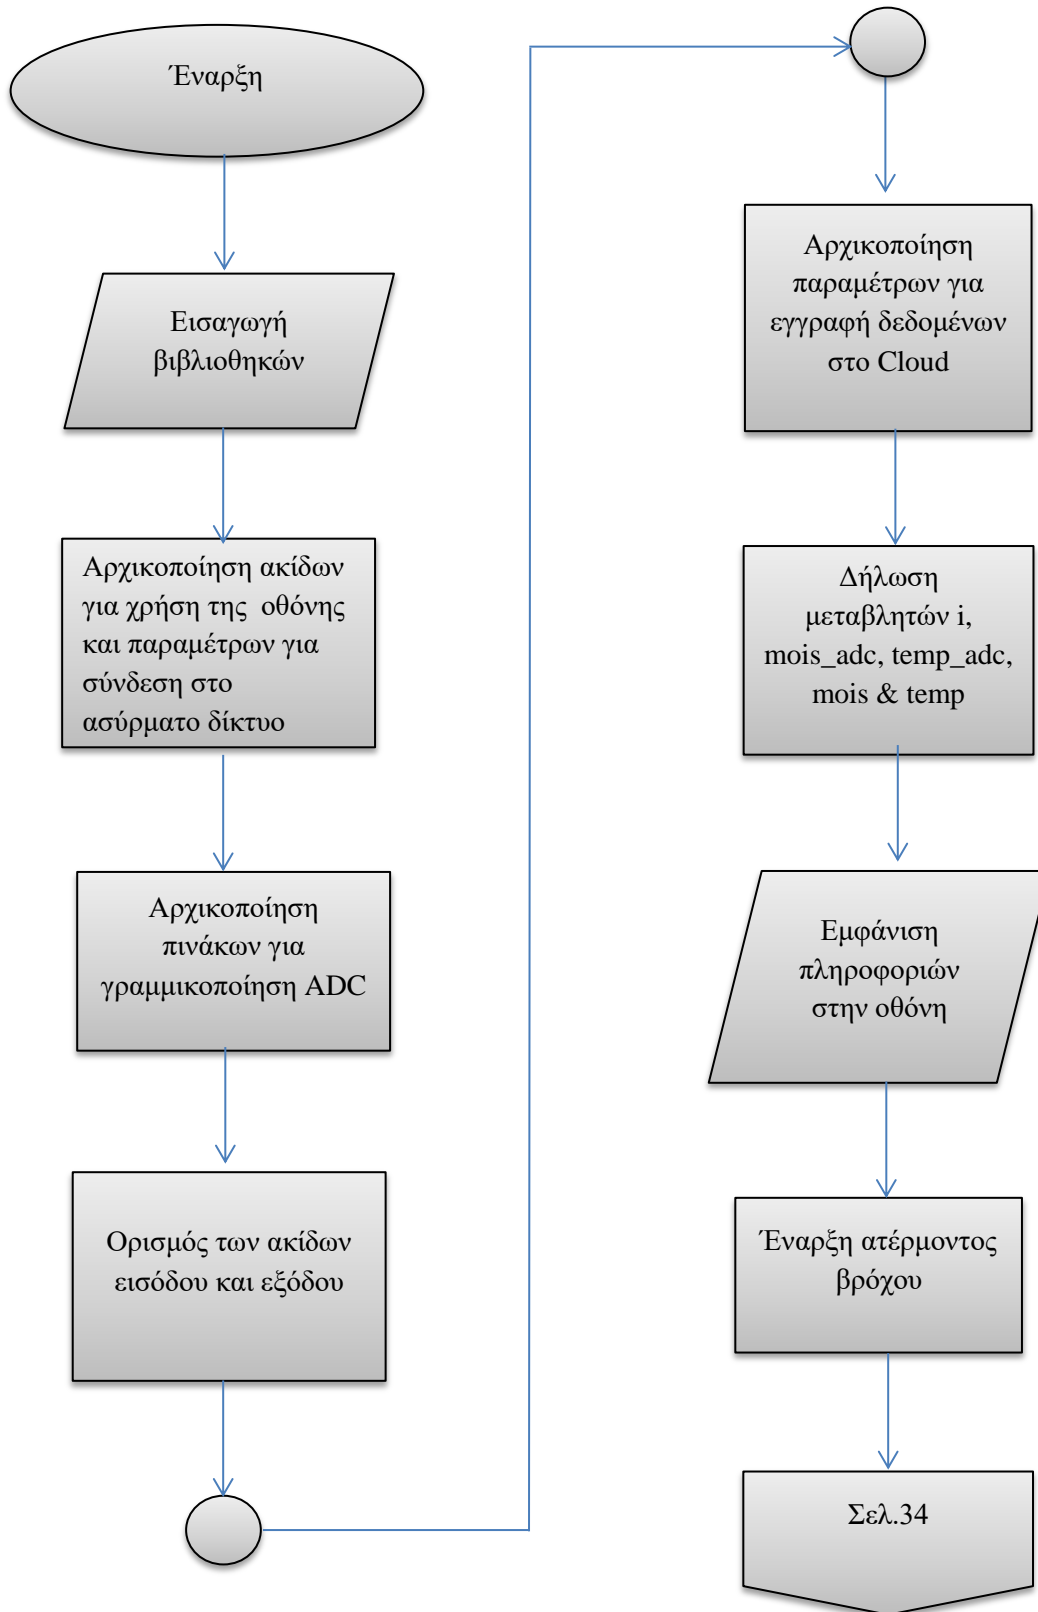 Έναρξη
Εισαγωγή
βιβλιοθηκών
Αρχικοποίηση ακίδων
για χρήση της οθόνης
και παραμέτρων για
σύνδεση στο
ασύρματο δίκτυο
Αρχικοποίηση
πινάκων για
γραμμικοποίηση ADC
Ορισμός των ακίδων
εισόδου και εξόδου
Αρχικοποίηση
παραμέτρων για
εγγραφή δεδομένων
στο Cloud
Δήλωση
μεταβλητών i,
mois_adc, temp_adc,
mois & temp
Εμφάνιση
πληροφοριών
στην οθόνη
Έναρξη ατέρμοντος
βρόχου
Σελ.34